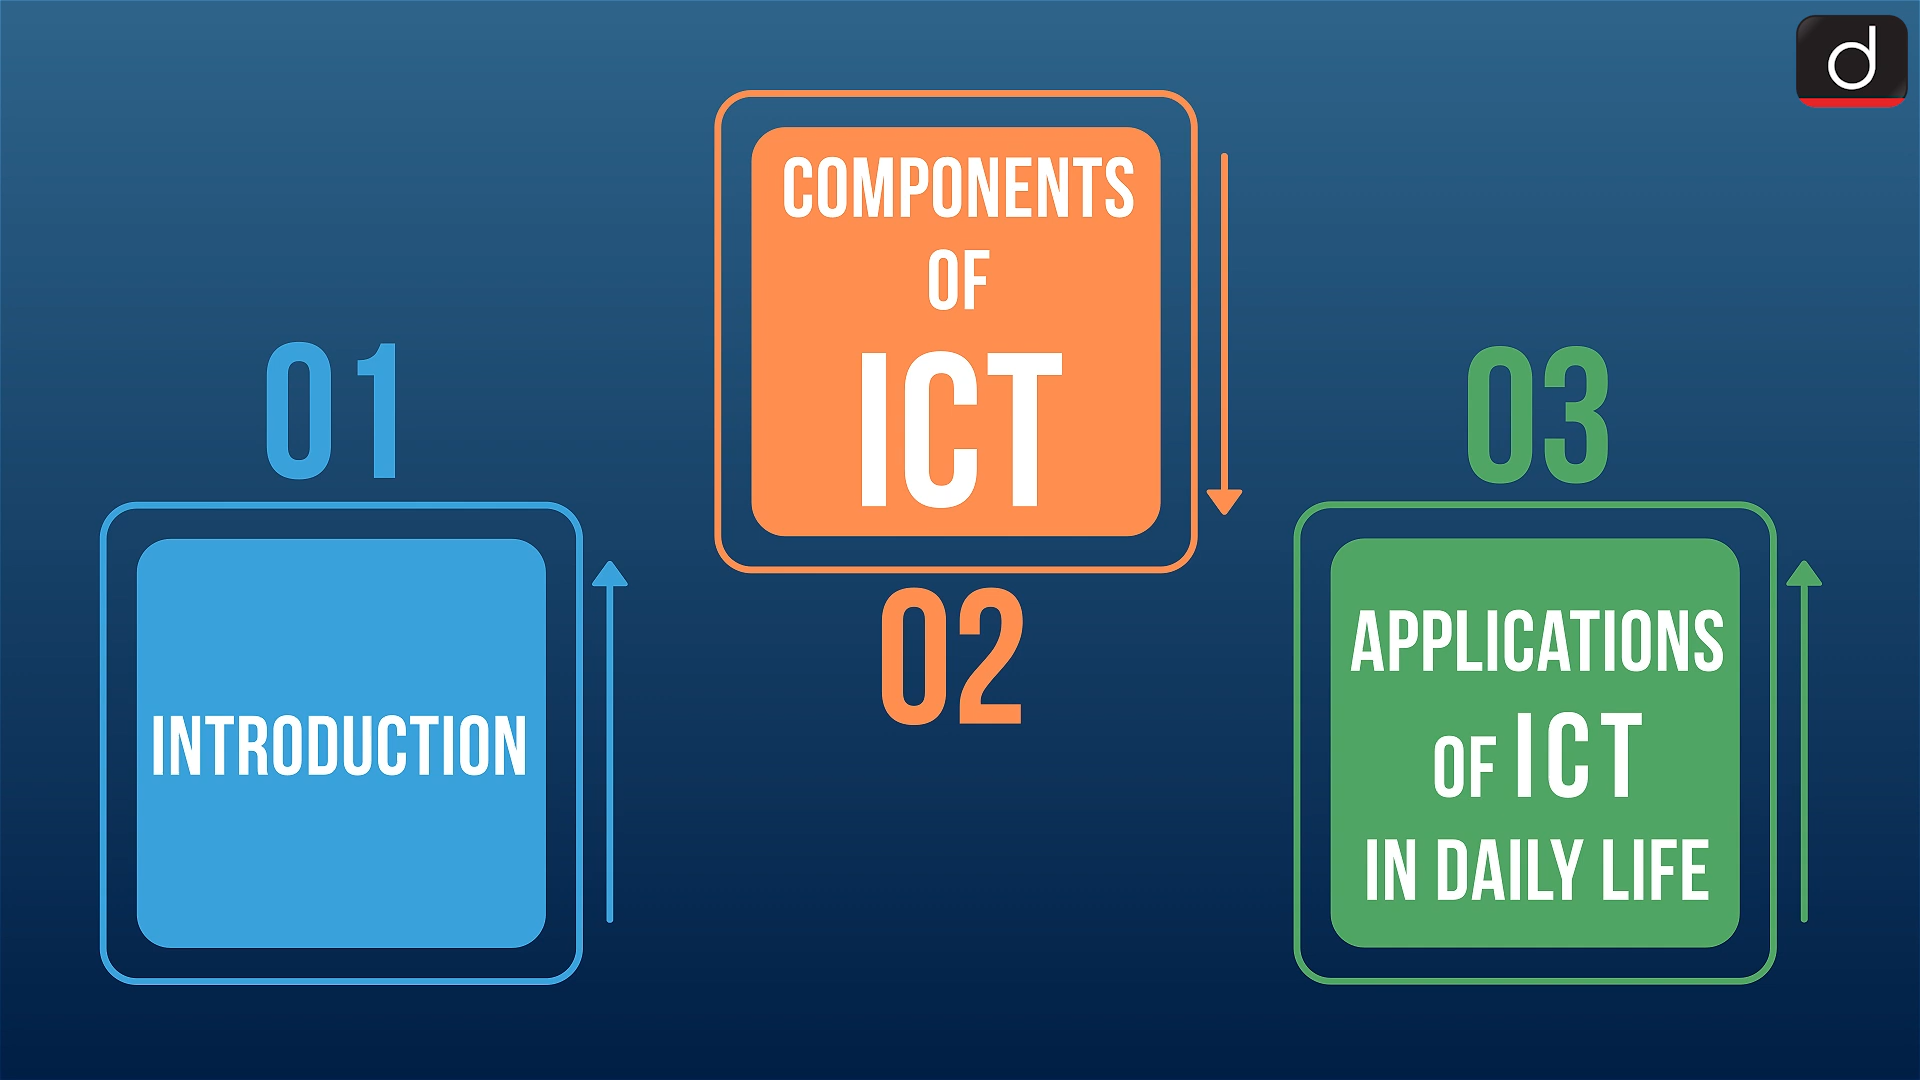 01
INTRODUCTION
COMPONENTS
OF
ICT
02
03
APPLICATIONS
OF ICT
IN DAILY LIFE
d